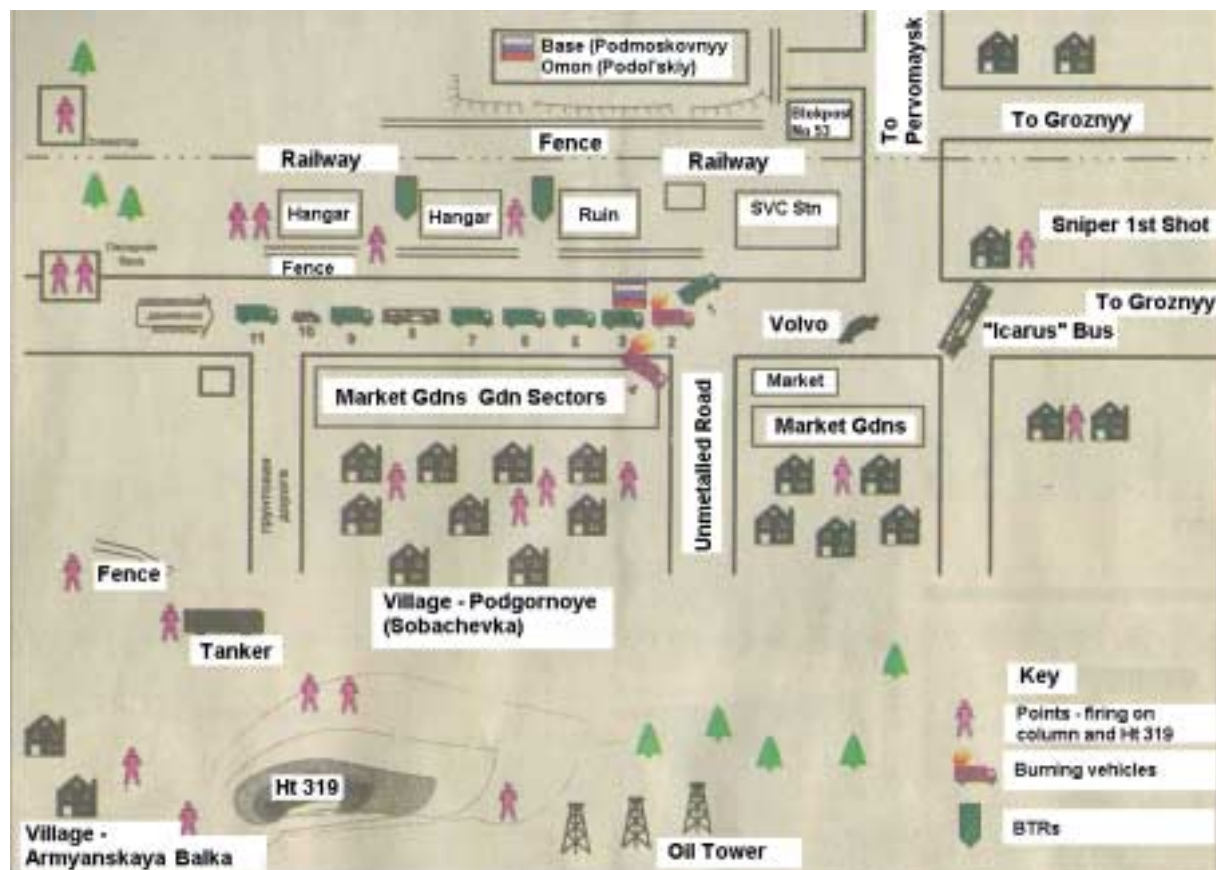 Base (Podmoskovnyy
Omon (Podol'skiy)
Blokpost
No 53
To
Pervomaysk
To Groznyy
Fence
Railway
Railway
Hangar
Hangar
Ruin
SVC Stn
Sniper 1st Shot
Fence
To Groznyy
"Icarus" Bus
Volvo
11
10
9
7
6
2
Market Gdns Gdn Sectors
Market
Market Gdns
Unmetalled Road
грунтовая
дорога
Fence
Tanker
Village - Podgornoye
(Sobachevka)
Key
Points - firing on
column and Ht 319
Burning vehicles
BTRs
Ht 319
Village -
Armyanskaya Balka
Oil Tower